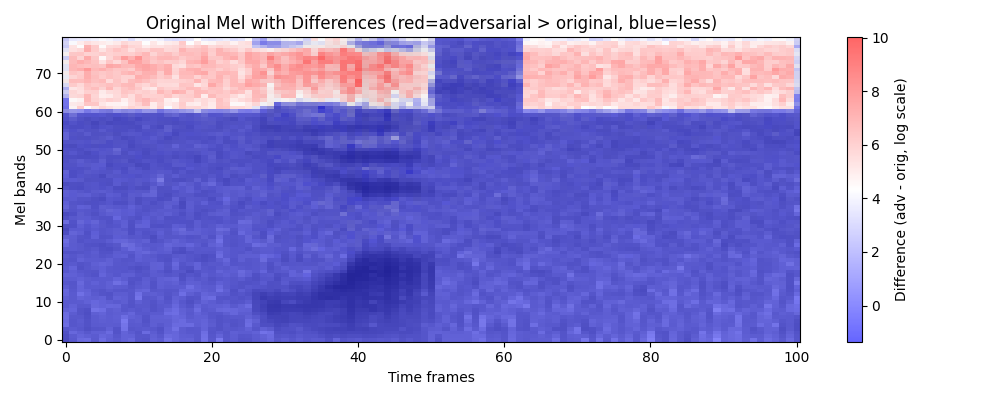 Original Mel with Differences (red=adversarial > original, blue=less)
Mel bands
70
60
50
40
30
20
10
0
0 20 40 60 80 100
Time frames
10
8
6
4
2
0
Difference (adv - orig, log scale)